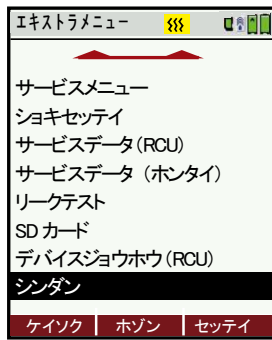 エキストラメニュー
サービスメニュー
ショキセッテイ
サービスデータ(RCU)
サービスデータ (ホンタイ)
リークテスト
SD カード
デバイスジョウホウ(RCU)
シンダン
ケイソク ホゾン セッテイ